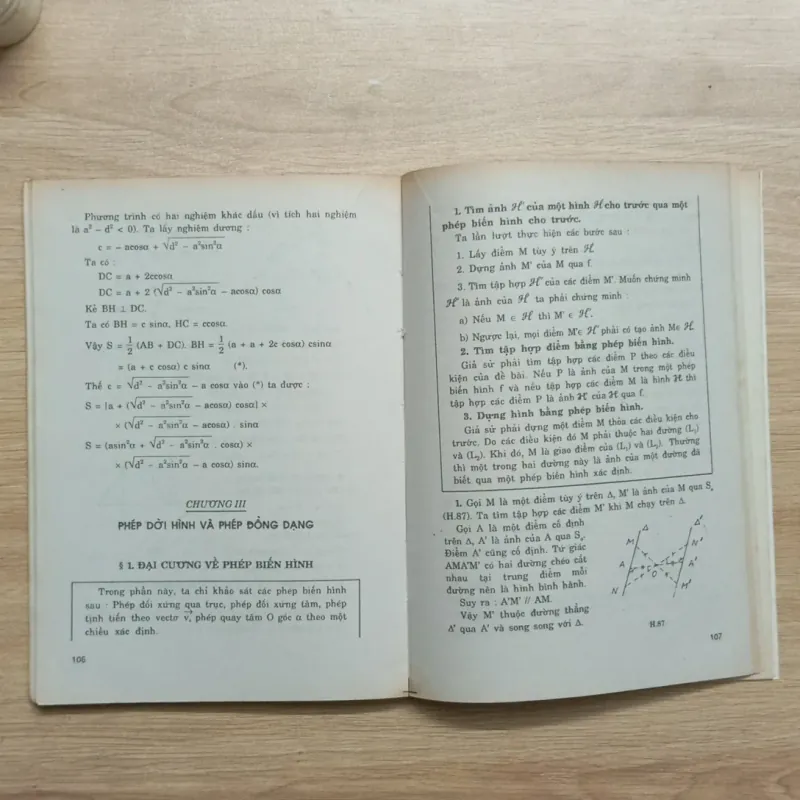 Phương trình có hai nghiệm khác dấu (vì tích hai nghiệm
là a² – d² < 0). Ta lấy nghiệm dương :
c = – acosα + √d² – a²sin²α
Ta có :
DC = a + 2ccosα
DC = a + 2 (√d² – a²sin²α – acosα) cosα
Kẻ BH ⊥ DC.
Ta có BH = c sinα, HC = ccosα.
Vậy S = 1/2 (AB + DC). BH = 1/2 (a + a + 2c cosα) csinα
= (a + c cosα) c sinα (*).
Thế c = √d² – a²sin²α – a cosα vào (*) ta được :
S = [a + (√d² – a²sin²α – acosα) cosα] ×
× (√d² – a²sin²α – acosα) . sinα
S = (asin²α + √d² – a²sin²α . cosα) ×
× (√d² – a²sin²α – a cosα) sinα.
CHƯƠNG III
PHÉP DỜI HÌNH VÀ PHÉP ĐỒNG DẠNG
§ 1. ĐẠI CƯƠNG VỀ PHÉP BIẾN HÌNH
Trong phần này, ta chỉ khảo sát các phep biến hình
sau : Phép đối xứng qua trục, phép đối xứng tâm, phép
tịnh tiến theo vectơ v⃗, phép quay tâm O góc α theo một
chiều xác định.
106
1. Tìm ảnh ℋ' của một hình ℋ cho trước qua một
phép biến hình cho trước.
Ta lần lượt thực hiện các bước sau :
1. Lấy điểm M tùy ý trên ℋ.
2. Dựng ảnh M' của M qua f.
3. Tìm tập hợp ℋ' của các điểm M'. Muốn chứng minh
ℋ' là ảnh của ℋ ta phải chứng minh :
a) Nếu M ∈ ℋ thì M' ∈ ℋ'.
b) Ngược lại, mọi điểm M'∈ ℋ' phải có tạo ảnh M∈ ℋ.
2. Tìm tập hợp điểm bằng phép biến hình.
Giả sử phải tìm tập hợp các điểm P theo các điều
kiện của đề bài. Nếu P là ảnh của M trong một phép
biến hình f và nếu tập hợp các điểm M là hình ℋ thì
tập hợp các điểm P là ảnh ℋ' của ℋ qua f.
3. Dựng hình bằng phép biến hình.
Giả sử phải dựng một điểm M thỏa các điều kiện cho
trước. Do các điều kiện đó M phải thuộc hai đường (L₁)
và (L₂). Khi đó, M là giao điểm của (L₁) và (L₂). Thường
thì một trong hai đường này là ảnh của một đường đã
biết qua một phép biến hình xác định.
1. Gọi M là một điểm tùy ý trên Δ, M' là ảnh của M qua Sₒ
(H.87). Ta tìm tập hợp các điểm M' khi M chạy trên Δ.
Gọi A là một điểm cố định
trên Δ, A' là ảnh của A qua Sₒ.
Điểm A' cũng cố định. Tứ giác
AMA'M' có hai đường chéo cắt
nhau tại trung điểm mỗi
đường nên là hình bình hành.
Suy ra : A'M' // AM.
Vậy M' thuộc đường thẳng
Δ' qua A' và song song với Δ.
Δ
Δ'
M
N'
A
O
N
M'
H.87
107